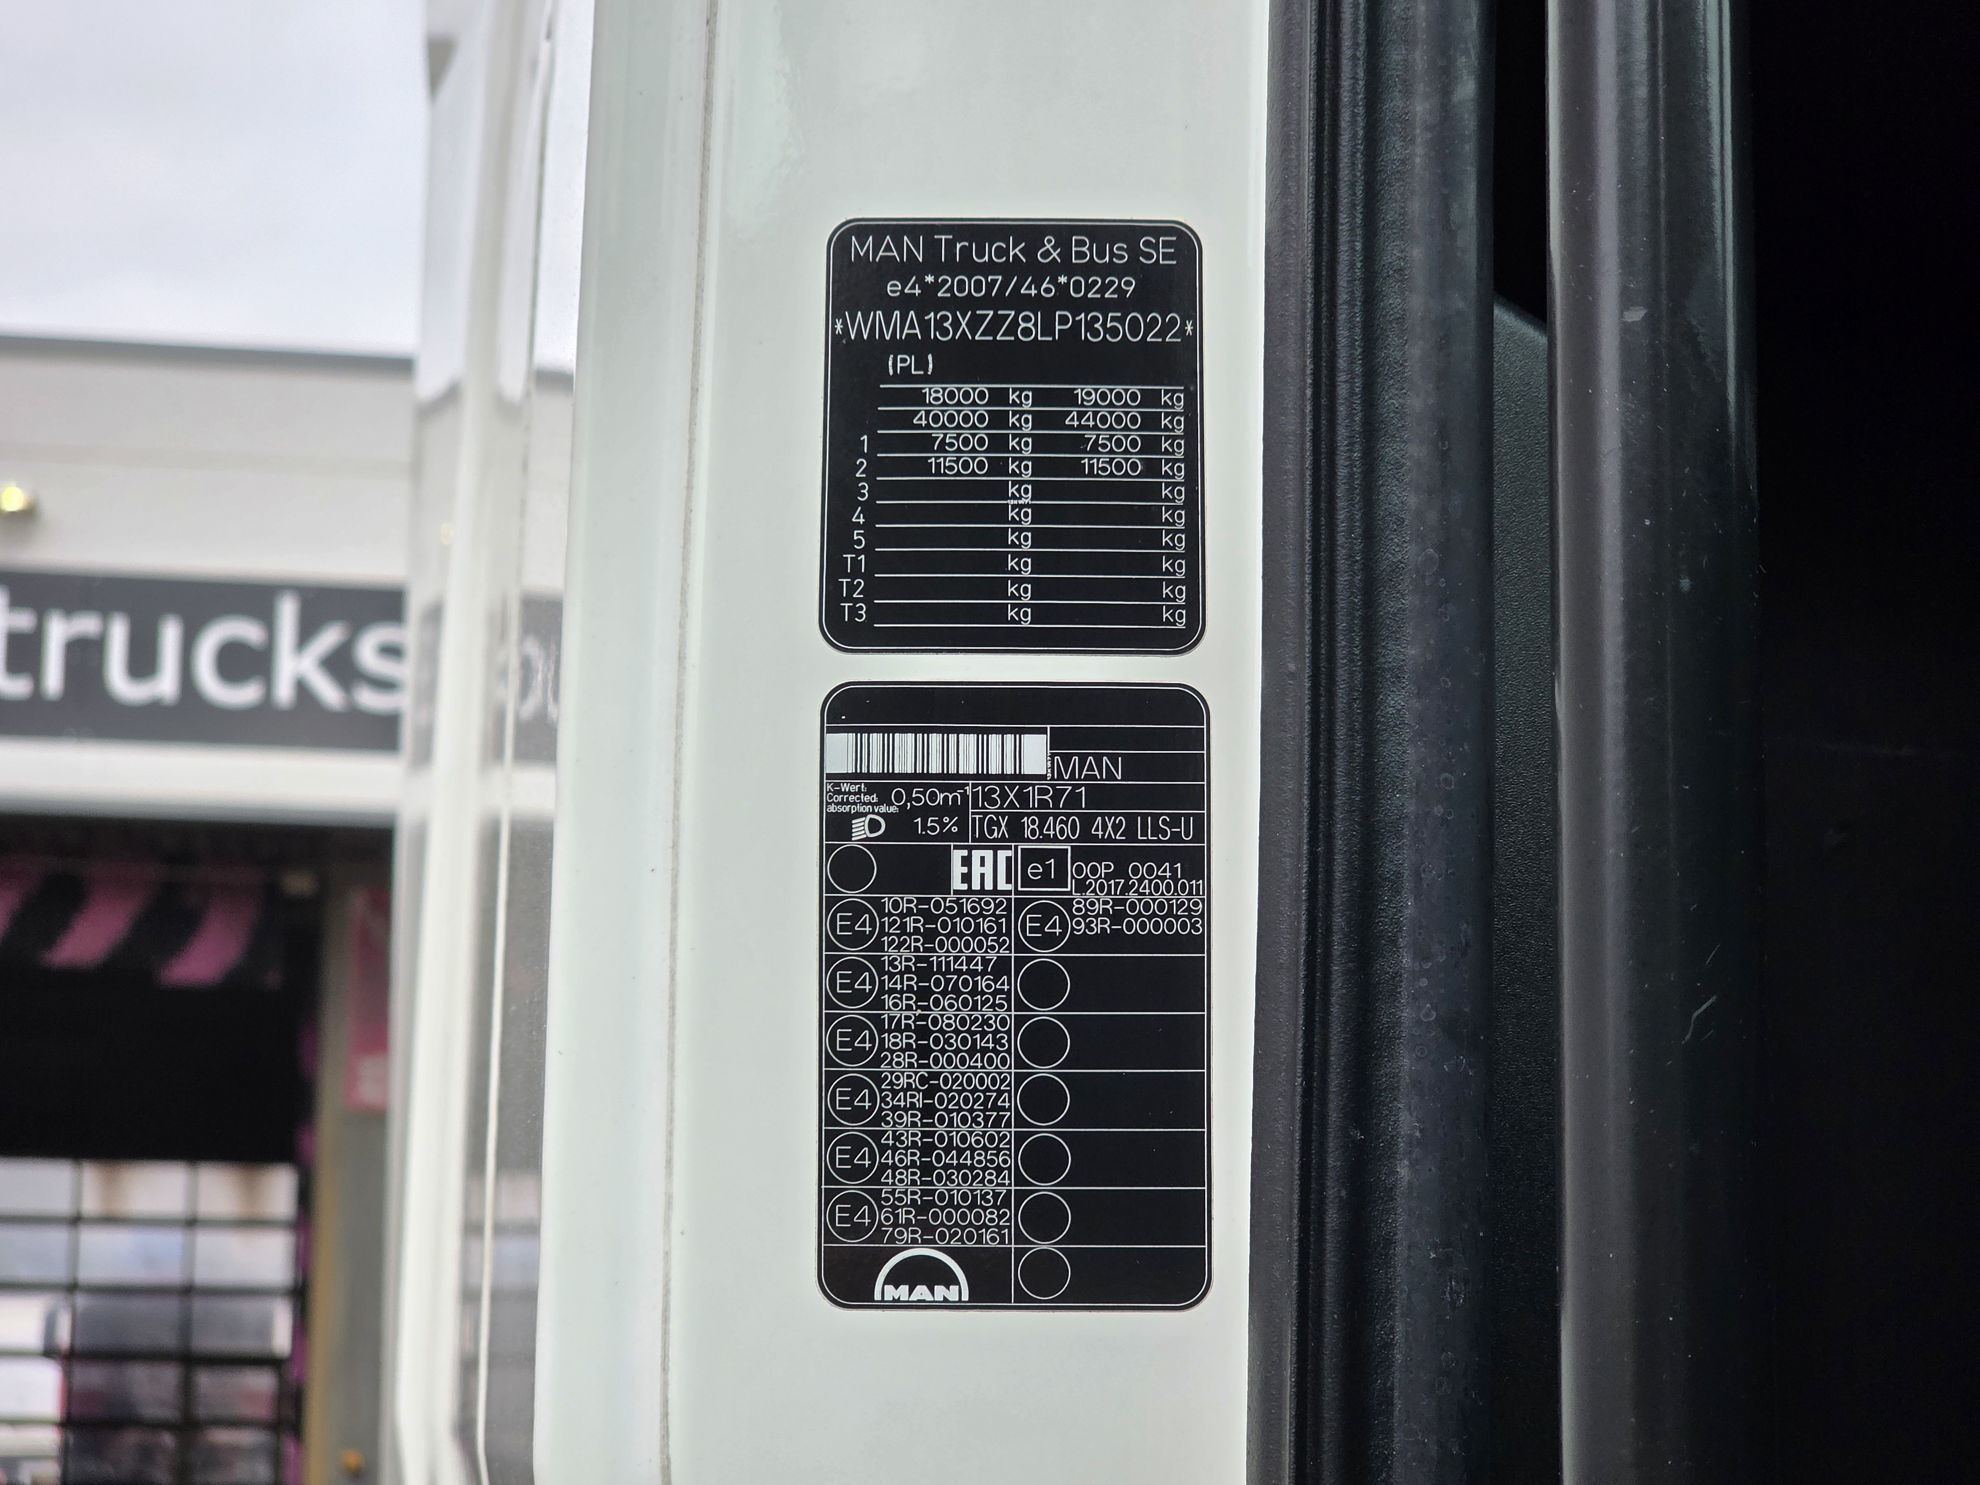 MAN Truck & Bus SE
e4*2007/46*0229
*WMA13XZZ8LP135022*
(PL)
18000 kg 19000 kg
40000 kg 44000 kg
1 7500 kg 7500 kg
2 11500 kg 11500 kg
3 kg kg
4 kg kg
5 kg kg
T1 kg kg
T2 kg kg
T3 kg kg
trucks
MAN
K-Wert:
Corrected:
absorption value:
0,50m⁻¹ 13X1R71
1.5% TGX 18.460 4X2 LLS-U
EAC e1 00P 0041
L.2017.2400.011
E4 10R-051692
121R-010161
122R-000052
E4 89R-000129
93R-000003
E4 13R-111447
14R-070164
16R-060125
E4 17R-080230
18R-030143
28R-000400
E4 29RC-020002
34RI-020274
39R-010377
E4 43R-010602
46R-044856
48R-030284
E4 55R-010137
61R-000082
79R-020161
MAN